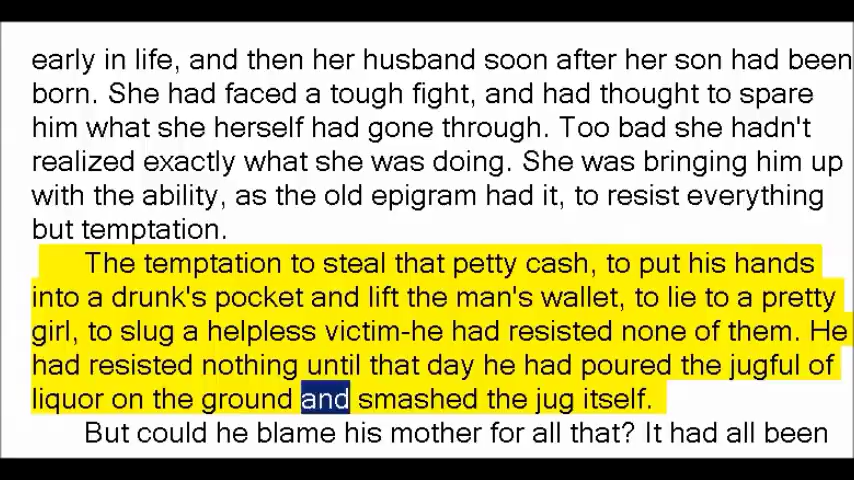 early in life, and then her husband soon after her son had been
born. She had faced a tough fight, and had thought to spare
him what she herself had gone through. Too bad she hadn't
realized exactly what she was doing. She was bringing him up
with the ability, as the old epigram had it, to resist everything
but temptation.
The temptation to steal that petty cash, to put his hands
into a drunk's pocket and lift the man's wallet, to lie to a pretty
girl, to slug a helpless victim-he had resisted none of them. He
had resisted nothing until that day he had poured the jugful of
liquor on the ground and smashed the jug itself.
But could he blame his mother for all that? It had all been